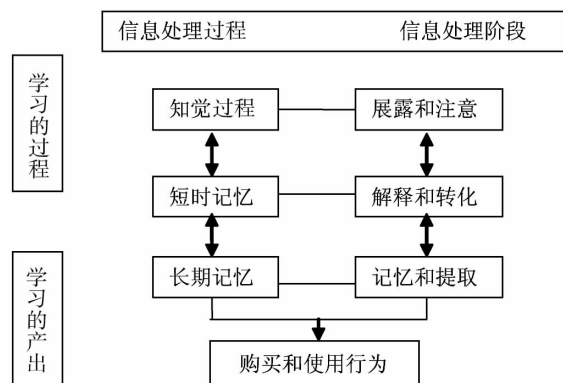 信息处理过程 信息处理阶段
学习的过程
知觉过程 展露和注意
短时记忆 解释和转化
学习的产出
长期记忆 记忆和提取
购买和使用行为